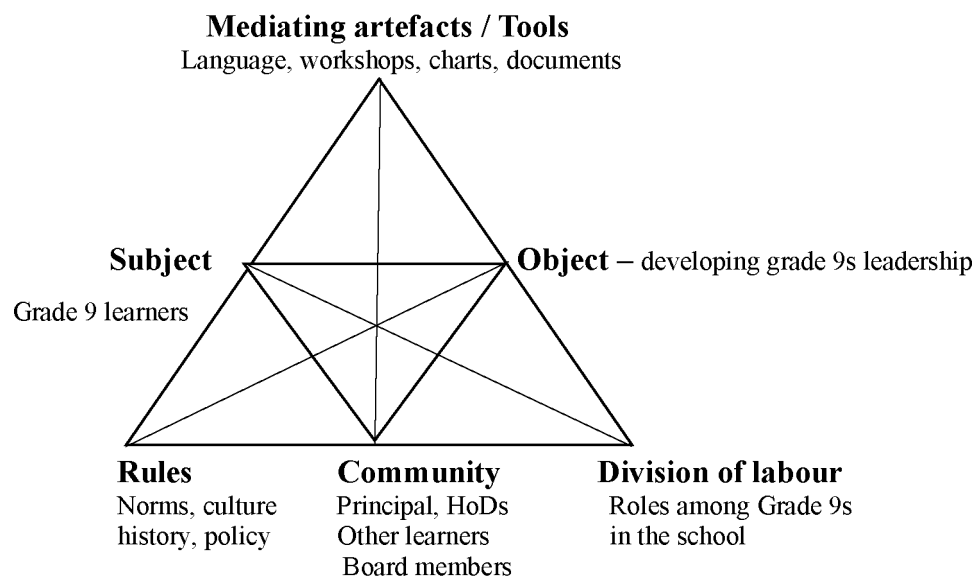 Mediating artefacts / Tools
Language, workshops, charts, documents
Subject
Object – developing grade 9s leadership
Grade 9 learners
Rules
Norms, culture
history, policy
Community
Principal, HoDs
Other learners
Board members
Division of labour
Roles among Grade 9s
in the school